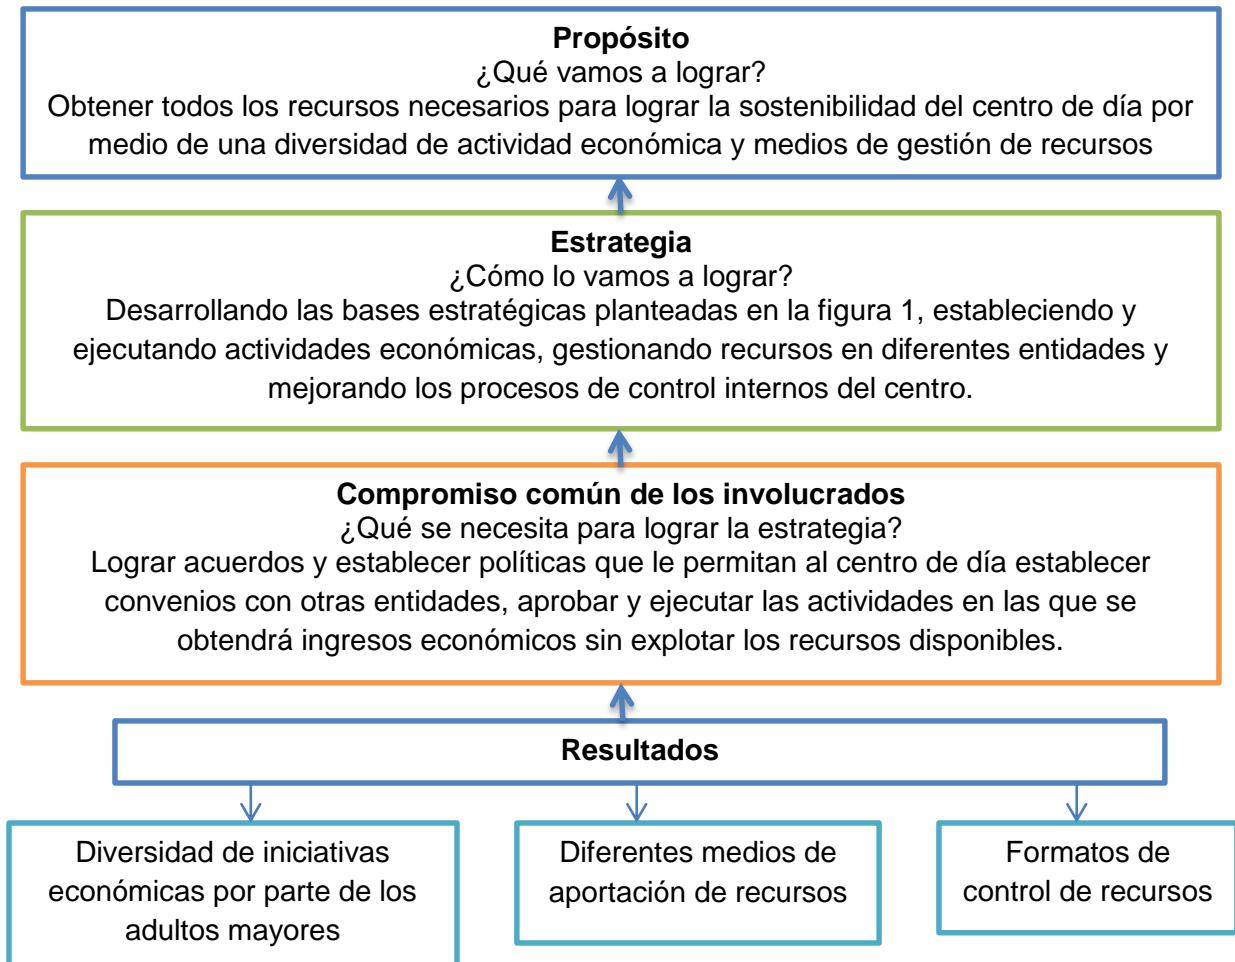 Propósito
¿Qué vamos a lograr?
Obtener todos los recursos necesarios para lograr la sostenibilidad del centro de día por
medio de una diversidad de actividad económica y medios de gestión de recursos
Estrategia
¿Cómo lo vamos a lograr?
Desarrollando las bases estratégicas planteadas en la figura 1, estableciendo y
ejecutando actividades económicas, gestionando recursos en diferentes entidades y
mejorando los procesos de control internos del centro.
Compromiso común de los involucrados
¿Qué se necesita para lograr la estrategia?
Lograr acuerdos y establecer políticas que le permitan al centro de día establecer
convenios con otras entidades, aprobar y ejecutar las actividades en las que se
obtendrá ingresos económicos sin explotar los recursos disponibles.
Resultados
Diversidad de iniciativas
económicas por parte de los
adultos mayores
Diferentes medios de
aportación de recursos
Formatos de
control de recursos